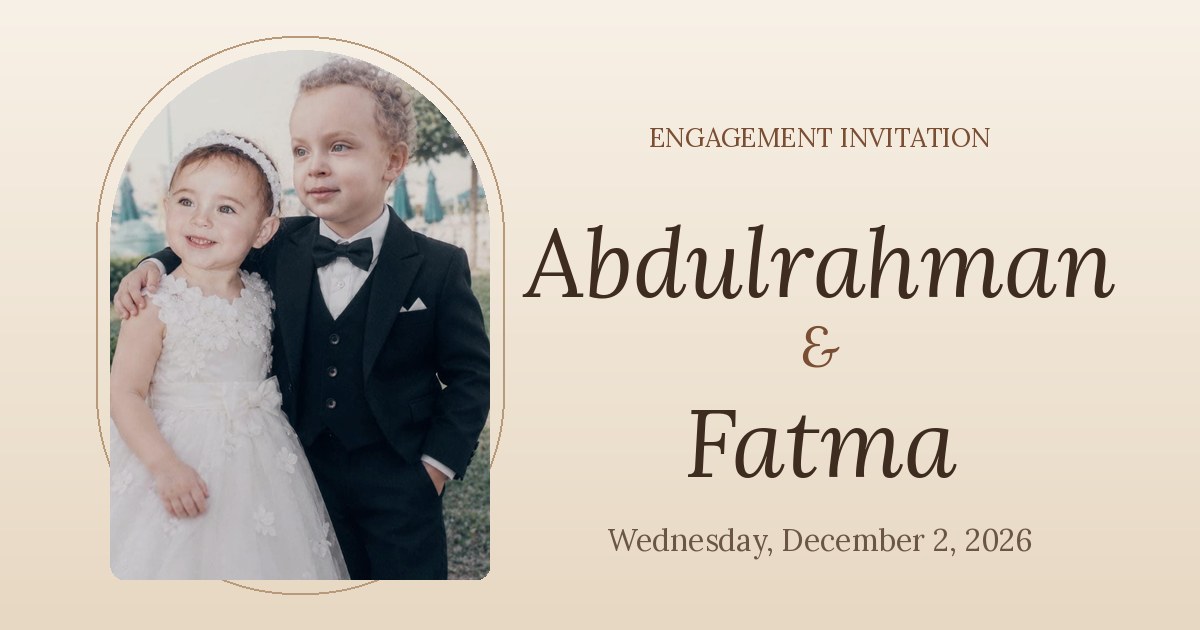 ENGAGEMENT INVITATION
Abdulrahman
&
Fatma
Wednesday, December 2, 2026